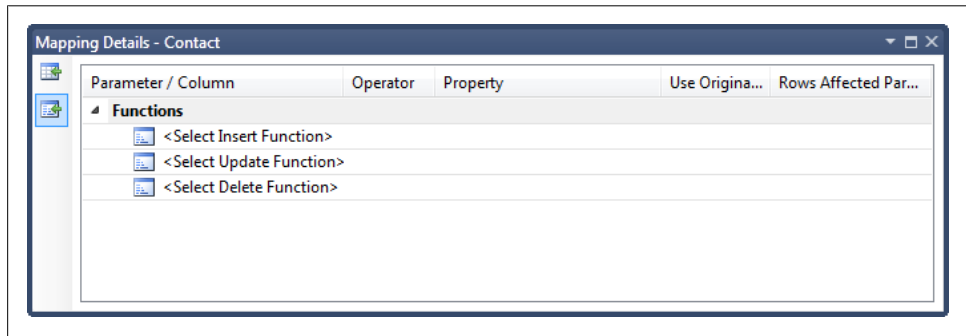 Mapping Details - Contact
Parameter / Column Operator Property Use Origina... Rows Affected Par...
Functions
<Select Insert Function>
<Select Update Function>
<Select Delete Function>